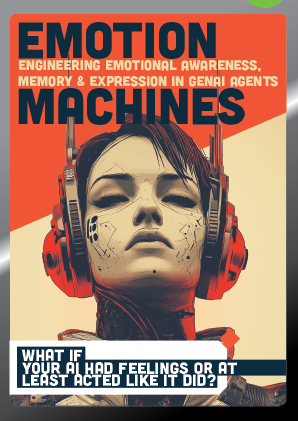 EMOTION
ENGINEERING EMOTIONAL AWARENESS,
MEMORY & EXPRESSION IN GENAI AGENTS
MACHINES
WHAT IF
YOUR AI HAD FEELINGS OR AT
LEAST ACTED LIKE IT DID?